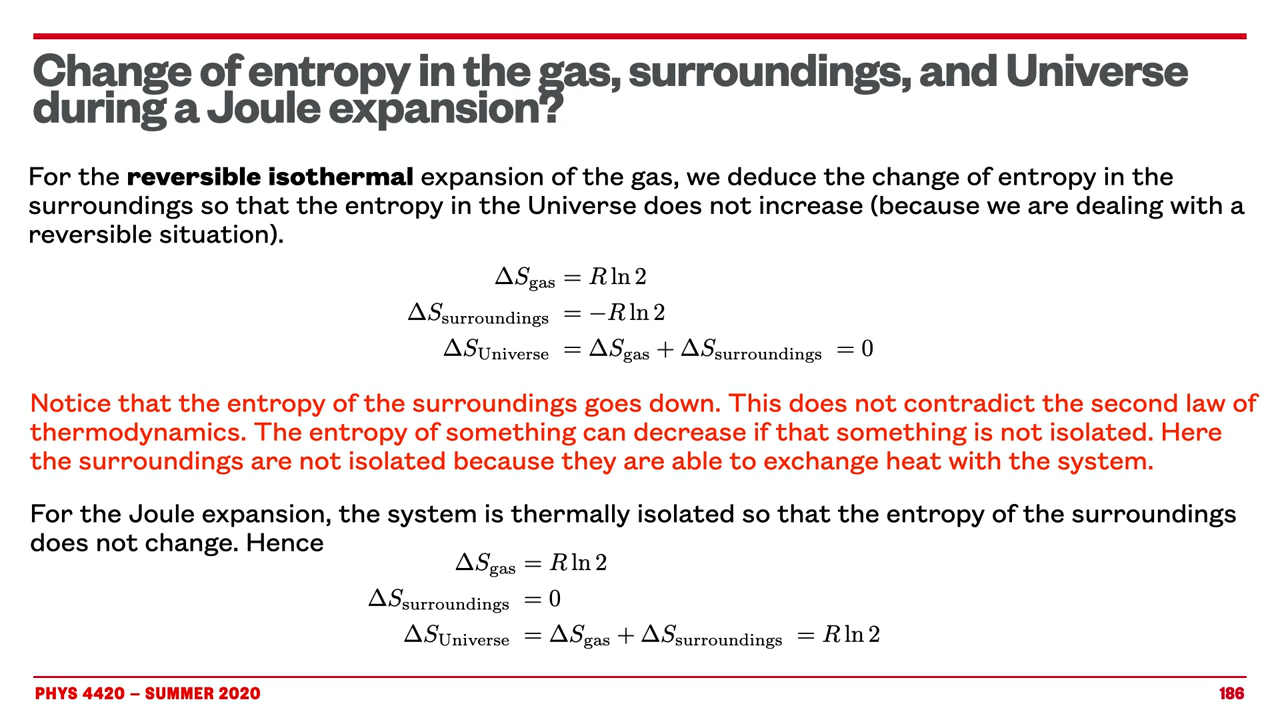 Change of entropy in the gas, surroundings, and Universe
during a Joule expansion?
For the reversible isothermal expansion of the gas, we deduce the change of entropy in the
surroundings so that the entropy in the Universe does not increase (because we are dealing with a
reversible situation).
ΔS_gas = R ln 2
ΔS_surroundings = −R ln 2
ΔS_Universe = ΔS_gas + ΔS_surroundings = 0
Notice that the entropy of the surroundings goes down. This does not contradict the second law of
thermodynamics. The entropy of something can decrease if that something is not isolated. Here
the surroundings are not isolated because they are able to exchange heat with the system.
For the Joule expansion, the system is thermally isolated so that the entropy of the surroundings
does not change. Hence
ΔS_gas = R ln 2
ΔS_surroundings = 0
ΔS_Universe = ΔS_gas + ΔS_surroundings = R ln 2
PHYS 4420 – SUMMER 2020
186